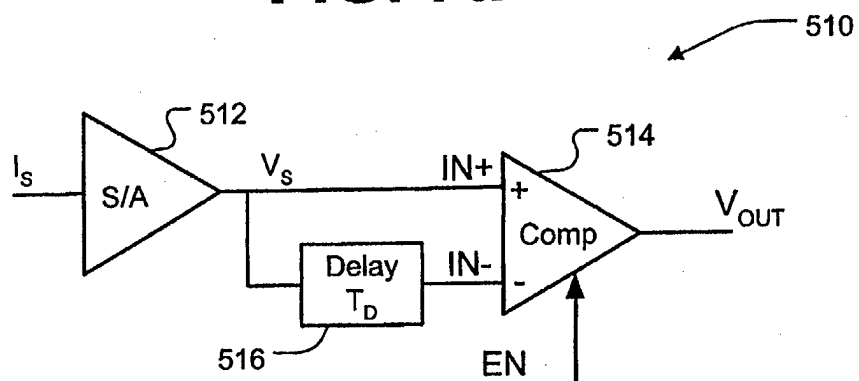 510
512
I_S
S/A
V_S
IN+
514
+
Comp
V_OUT
Delay
T_D
IN-
-
516
EN